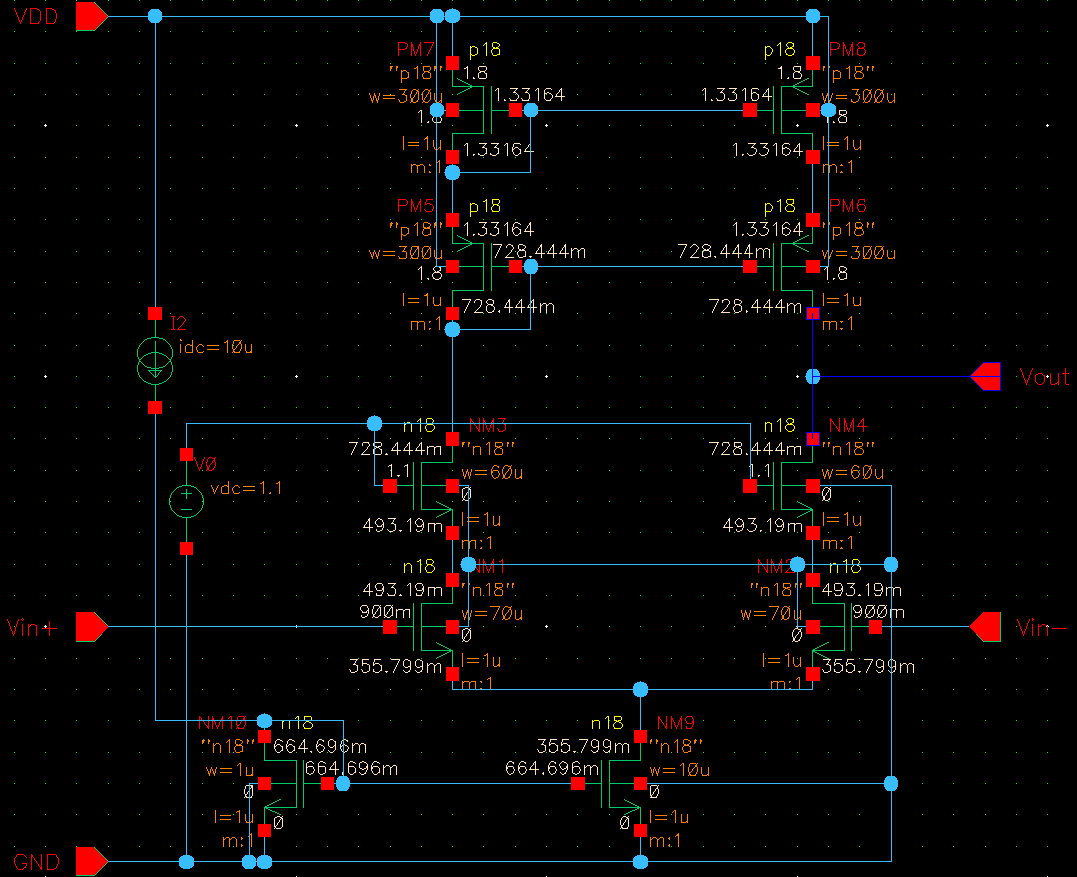 VDD
PM7
p18
p18
PM8
1.8
1.8
"p18"
"p18"
w=300u
1.33164
1.33164
w=300u
1.8
1.8
l=1u
1.33164
1.33164
l=1u
m:1
m:1
PM5
p18
p18
PM6
"p18"
1.33164
1.33164
"p18"
w=300u
728.444m
728.444m
w=300u
1.8
1.8
l=1u
728.444m
728.444m
l=1u
m:1
m:1
I2
idc=10u
Vout
n18
NM3
n18
NM4
728.444m
"n18"
728.444m
"n18"
V0
1.1
w=60u
1.1
w=60u
vdc=1.1
0
0
493.19m
l=1u
493.19m
l=1u
m:1
m:1
n18
NM1
NM2
n18
493.19m
"n18"
"n18"
493.19m
900m
w=70u
w=70u
900m
Vin+
0
0
Vin-
355.799m
l=1u
l=1u
355.799m
m:1
m:1
NM10
n18
n18
NM9
"n18"
664.696m
355.799m
"n18"
w=1u
664.696m
664.696m
w=10u
0
0
l=1u
0
0
l=1u
m:1
m:1
GND